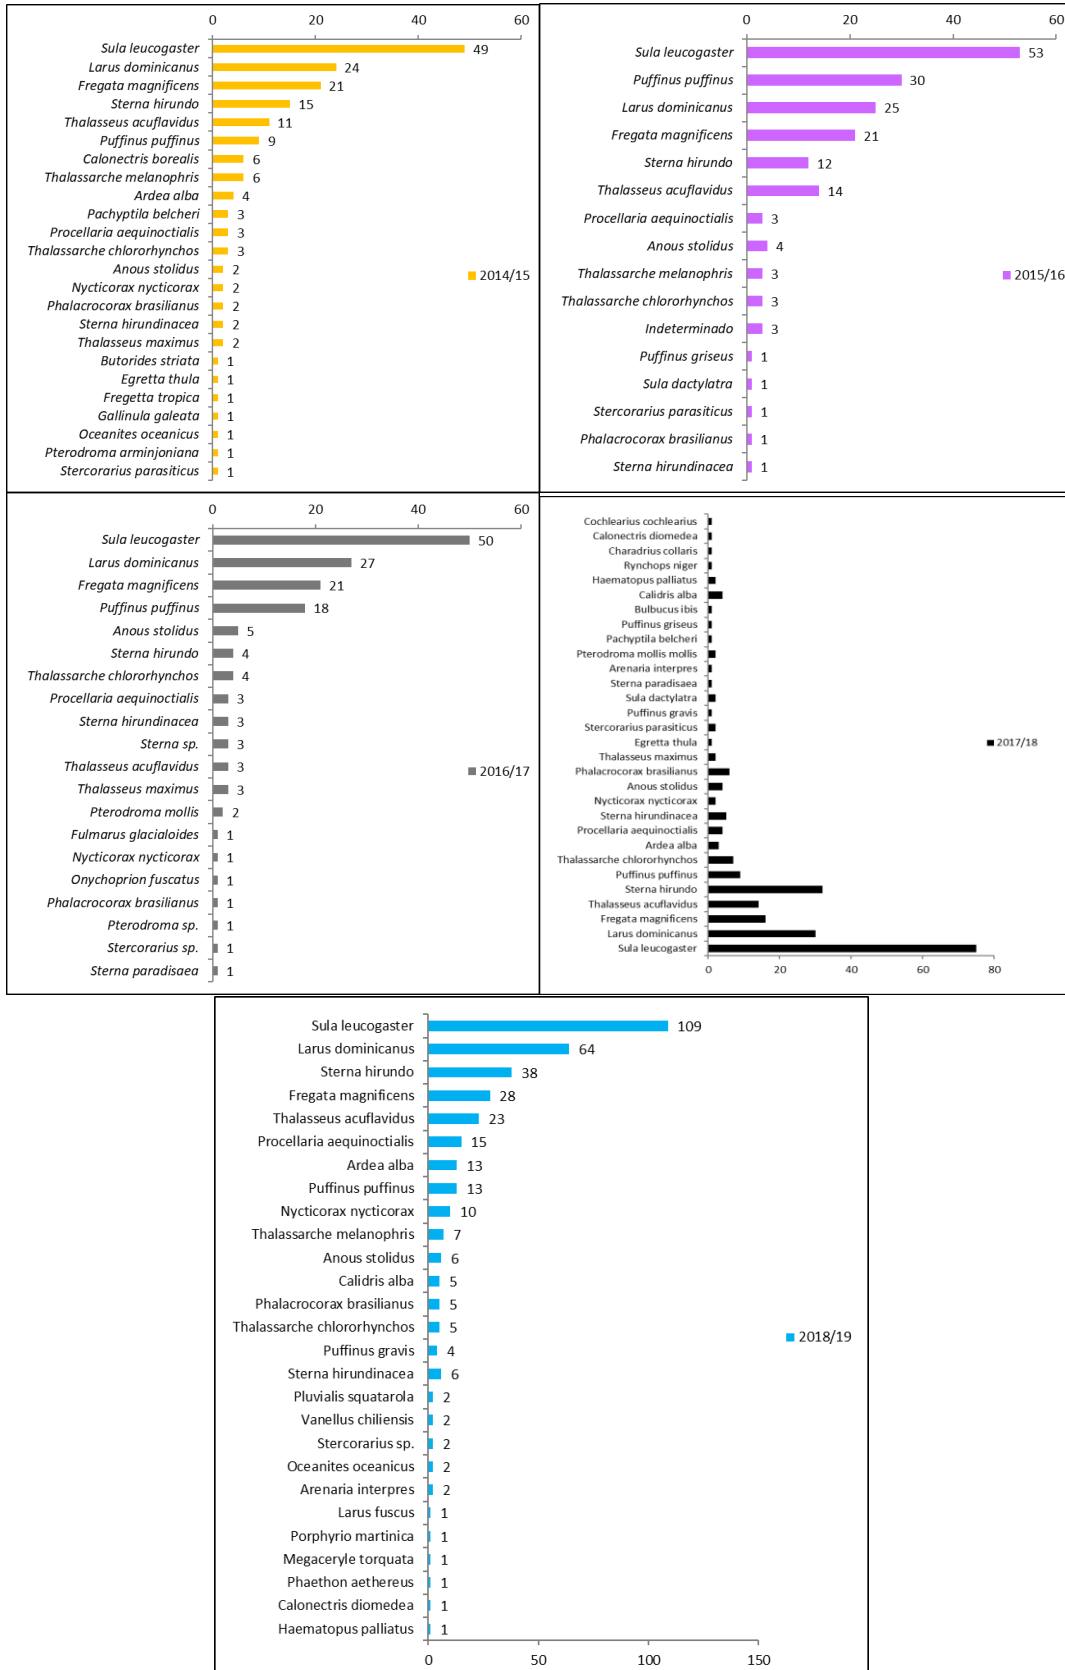 0 20 40 60
Sula leucogaster 49
Larus dominicanus 24
Fregata magnificens 21
Sterna hirundo 15
Thalasseus acuflavidus 11
Puffinus puffinus 9
Calonectris borealis 6
Thalassarche melanophris 6
Ardea alba 4
Pachyptila belcheri 3
Procellaria aequinoctialis 3
Thalassarche chlororhynchos 3
Anous stolidus 2
2014/15
Nycticorax nycticorax 2
Phalacrocorax brasilianus 2
Sterna hirundinacea 2
Thalasseus maximus 2
Butorides striata 1
Egretta thula 1
Fregetta tropica 1
Gallinula galeata 1
Oceanites oceanicus 1
Pterodroma arminjoniana 1
Stercorarius parasiticus 1
0 20 40 60
Sula leucogaster 53
Puffinus puffinus 30
Larus dominicanus 25
Fregata magnificens 21
Sterna hirundo 12
Thalasseus acuflavidus 14
Procellaria aequinoctialis 3
Anous stolidus 4
Thalassarche melanophris 3
2015/16
Thalassarche chlororhynchos 3
Indeterminado 3
Puffinus griseus 1
Sula dactylatra 1
Stercorarius parasiticus 1
Phalacrocorax brasilianus 1
Sterna hirundinacea 1
0 20 40 60
Sula leucogaster 50
Larus dominicanus 27
Fregata magnificens 21
Puffinus puffinus 18
Anous stolidus 5
Sterna hirundo 4
Thalassarche chlororhynchos 4
Procellaria aequinoctialis 3
Sterna hirundinacea 3
Sterna sp. 3
Thalasseus acuflavidus 3
2016/17
Thalasseus maximus 3
Pterodroma mollis 2
Fulmarus glacialoides 1
Nycticorax nycticorax 1
Onychoprion fuscatus 1
Phalacrocorax brasilianus 1
Pterodroma sp. 1
Stercorarius sp. 1
Sterna paradisaea 1
Cochlearius cochlearius
Calonectris diomedea
Charadrius collaris
Rynchops niger
Haematopus palliatus
Calidris alba
Bulbucus ibis
Puffinus griseus
Pachyptila belcheri
Pterodroma mollis mollis
Arenaria interpres
Sterna paradisaea
Sula dactylatra
Puffinus gravis
Stercorarius parasiticus
Egretta thula
2017/18
Thalasseus maximus
Phalacrocorax brasilianus
Anous stolidus
Nycticorax nycticorax
Sterna hirundinacea
Procellaria aequinoctialis
Ardea alba
Thalassarche chlororhynchos
Puffinus puffinus
Sterna hirundo
Thalasseus acuflavidus
Fregata magnificens
Larus dominicanus
Sula leucogaster
0 20 40 60 80
Sula leucogaster 109
Larus dominicanus 64
Sterna hirundo 38
Fregata magnificens 28
Thalasseus acuflavidus 23
Procellaria aequinoctialis 15
Ardea alba 13
Puffinus puffinus 13
Nycticorax nycticorax 10
Thalassarche melanophris 7
Anous stolidus 6
Calidris alba 5
Phalacrocorax brasilianus 5
Thalassarche chlororhynchos 5
2018/19
Puffinus gravis 4
Sterna hirundinacea 6
Pluvialis squatarola 2
Vanellus chiliensis 2
Stercorarius sp. 2
Oceanites oceanicus 2
Arenaria interpres 2
Larus fuscus 1
Porphyrio martinica 1
Megaceryle torquata 1
Phaethon aethereus 1
Calonectris diomedea 1
Haematopus palliatus 1
0 50 100 150